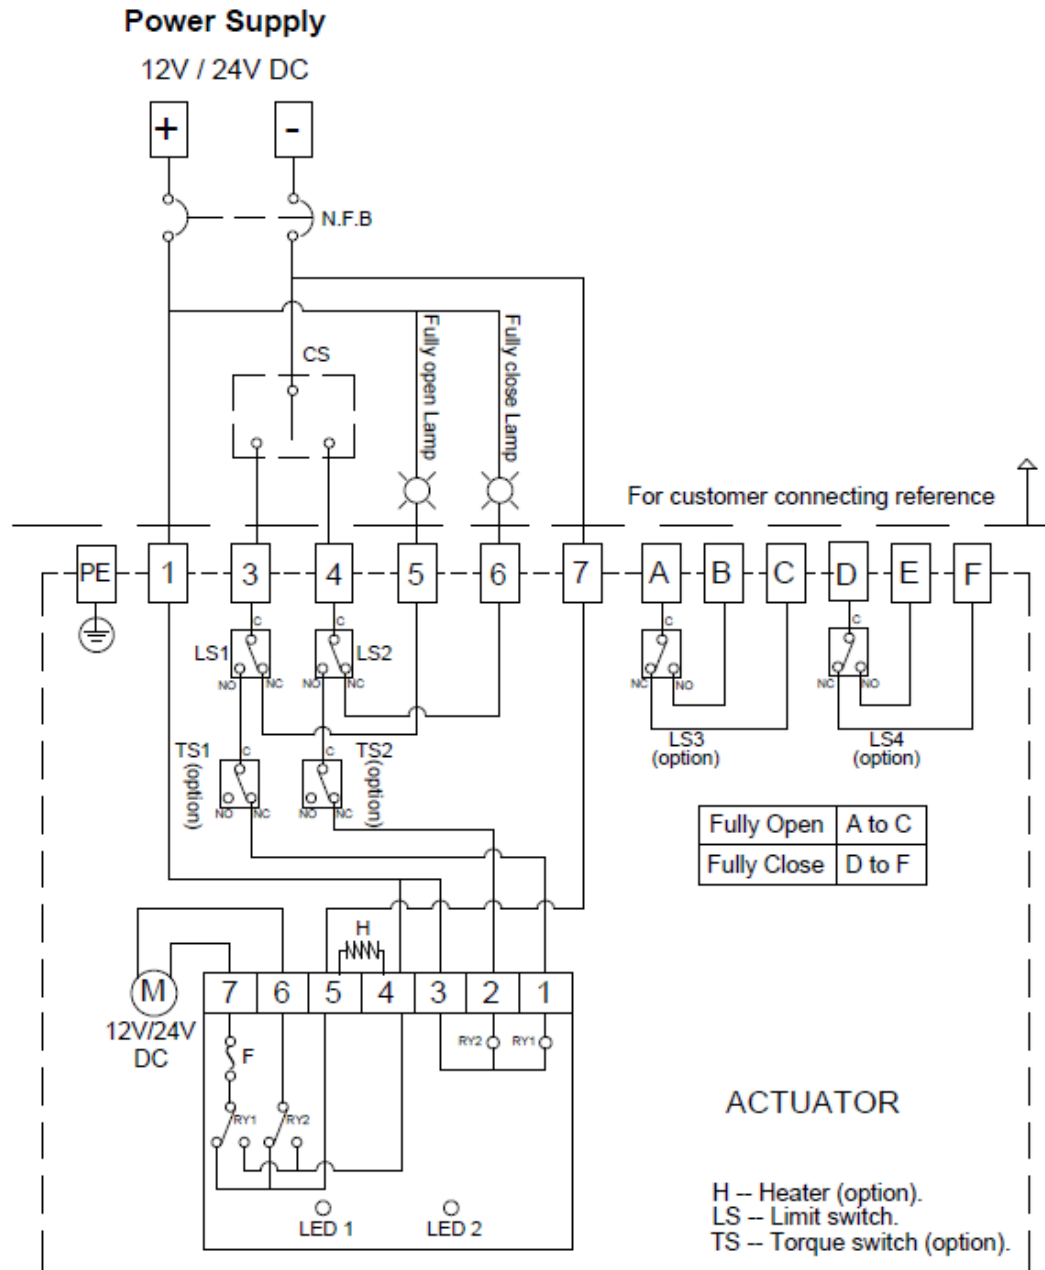 Power Supply
12V / 24V DC
+ -
N.F.B
CS
Fully open Lamp
Fully close Lamp
For customer connecting reference
PE 1 3 4 5 6 7 A B C D E F
C C C C
LS1 LS2
NO NC NO NC NC NO NC NO
LS3
(option)
LS4
(option)
TS1
(option)
C C
TS2
(option)
NO NC NO NC
Fully Open A to C
Fully Close D to F
H
M
12V/24V
DC
7 6 5 4 3 2 1
RY2 RY1
F
RY1 RY2
LED 1 LED 2
ACTUATOR
H -- Heater (option).
LS -- Limit switch.
TS -- Torque switch (option).